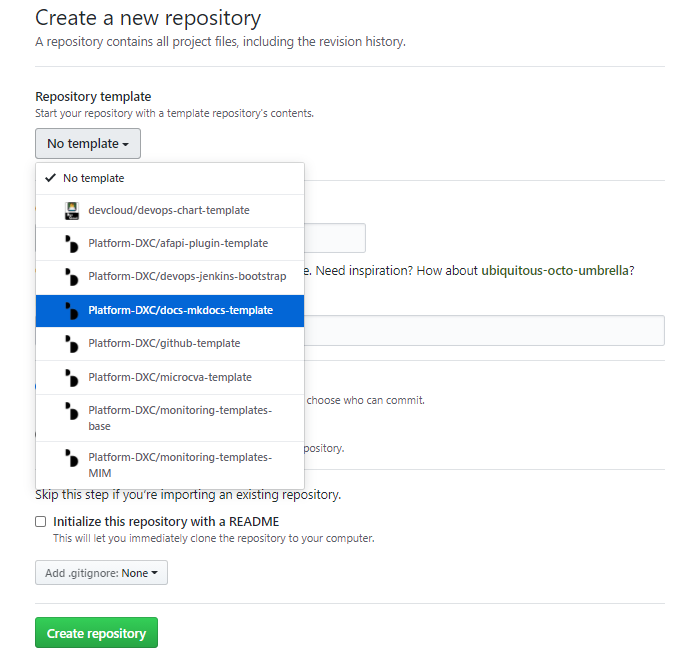 Create a new repository
A repository contains all project files, including the revision history.
Repository template
Start your repository with a template repository's contents.
No template
No template
devcloud/devops-chart-template
Platform-DXC/afapi-plugin-template
Platform-DXC/devops-jenkins-bootstrap
e. Need inspiration? How about ubiquitous-octo-umbrella?
Platform-DXC/docs-mkdocs-template
Platform-DXC/github-template
Platform-DXC/microcva-template
choose who can commit.
Platform-DXC/monitoring-templates-
base
pository.
Platform-DXC/monitoring-templates-
MIM
Skip this step if you're importing an existing repository.
Initialize this repository with a README
This will let you immediately clone the repository to your computer.
Add .gitignore: None
Create repository